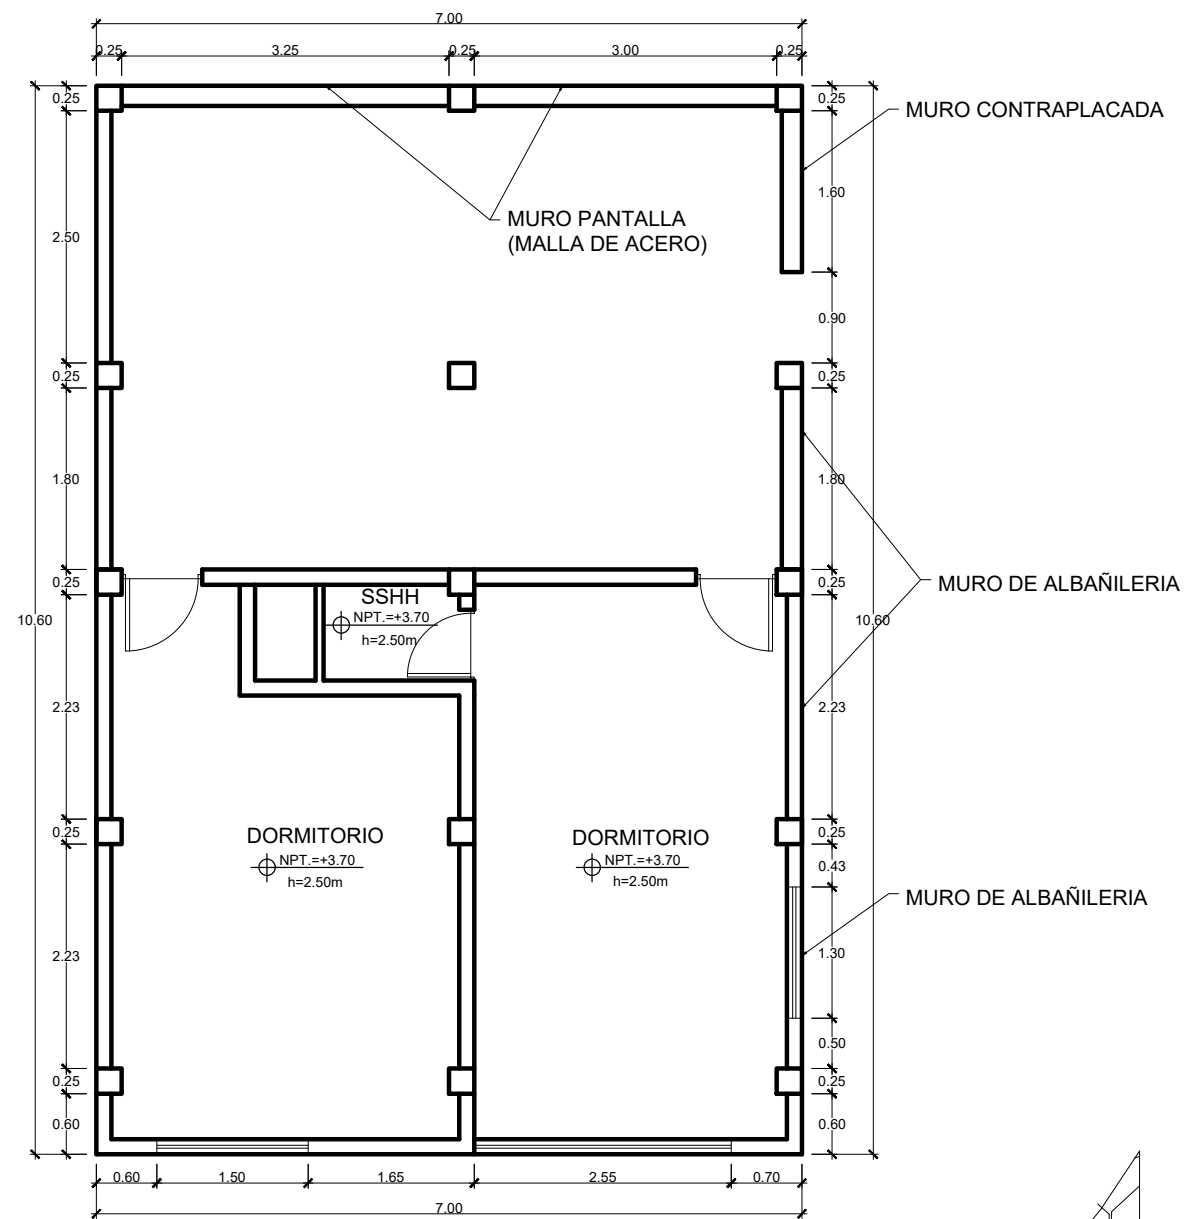 7.00
0.25
3.25
0.25
3.00
0.25
0.25
0.25
MURO CONTRAPLACADA
1.60
MURO PANTALLA
(MALLA DE ACERO)
2.50
0.90
0.25
0.25
1.80
1.80
0.25
0.25
MURO DE ALBAÑILERIA
SSHH
NPT.=+3.70
h=2.50m
10.60
10.60
2.23
2.23
0.25
0.25
DORMITORIO
NPT.=+3.70
h=2.50m
DORMITORIO
NPT.=+3.70
h=2.50m
0.43
MURO DE ALBAÑILERIA
2.23
1.30
0.50
0.25
0.25
0.60
0.60
0.60
1.50
1.65
2.55
0.70
7.00